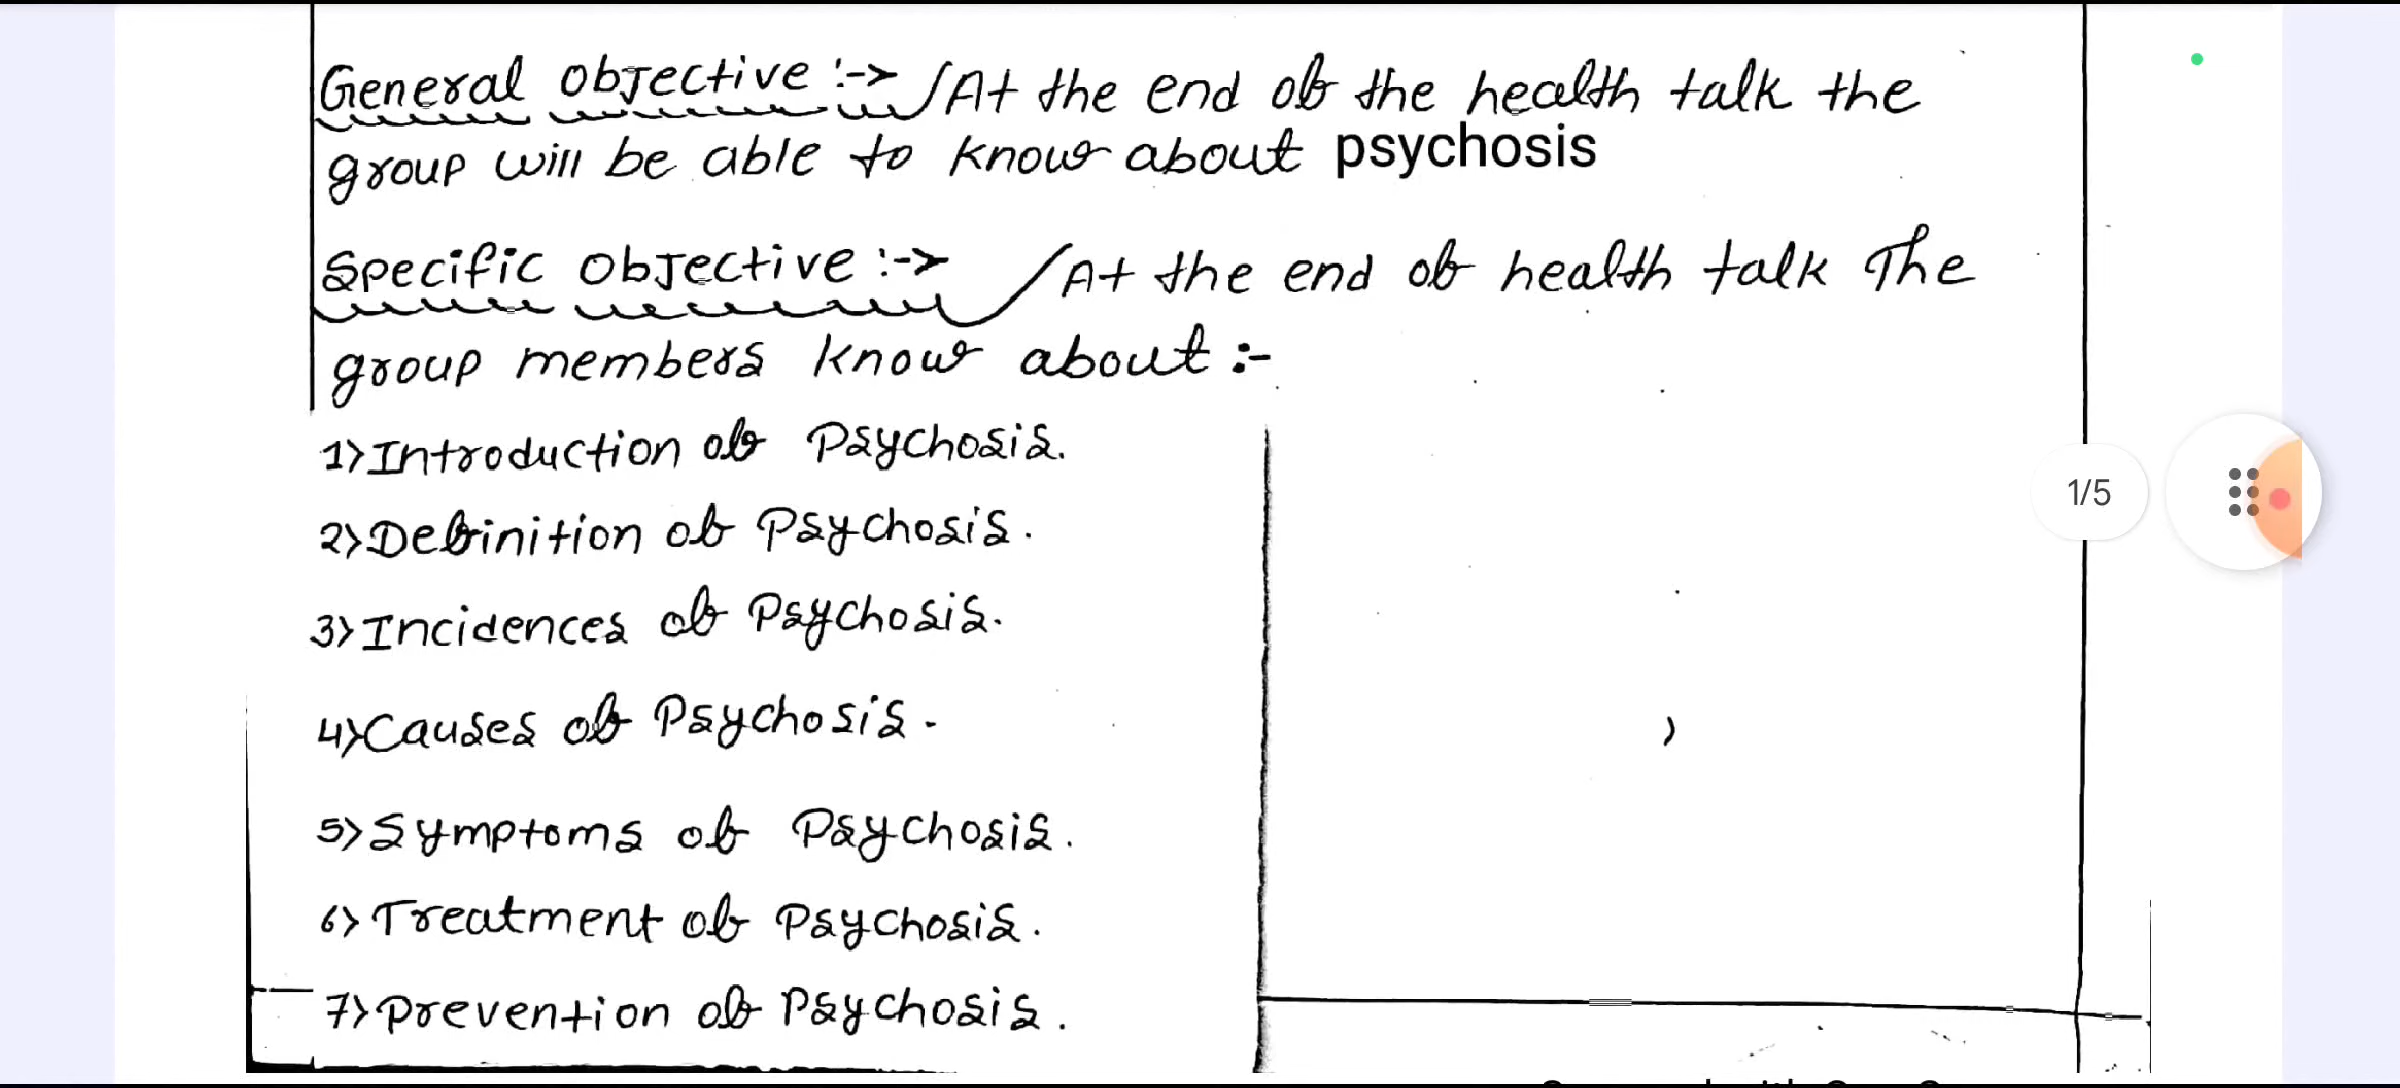 General objective :-> At the end of the health talk the
group will be able to know about psychosis
Specific objective :-> At the end of health talk The
group members know about :-
1) Introduction of Psychosis.
2) Definition of Psychosis.
3) Incidences of Psychosis.
4) Causes of Psychosis.
5) Symptoms of Psychosis.
6) Treatment of Psychosis.
7) Prevention of Psychosis.
1/5